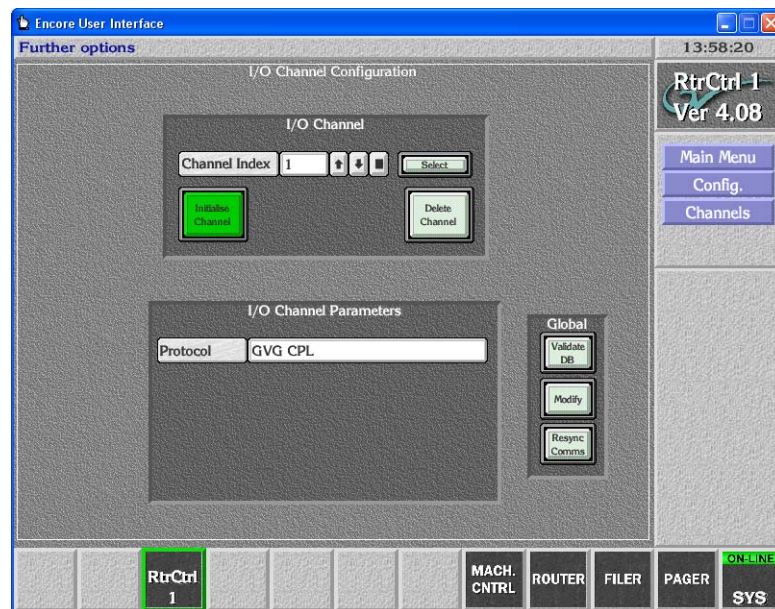 Encore User Interface
Further options
13:58:20
I/O Channel Configuration
RtrCtrl 1
Ver 4.08
I/O Channel
Channel Index 1 Select
Initialise
Channel
Delete
Channel
Main Menu
Config.
Channels
I/O Channel Parameters
Protocol GVG CPL
Global
Validate
DB
Modify
Resync
Comms
RtrCtrl
1
MACH.
CNTRL
ROUTER
FILER
PAGER
ON-LINE
SYS